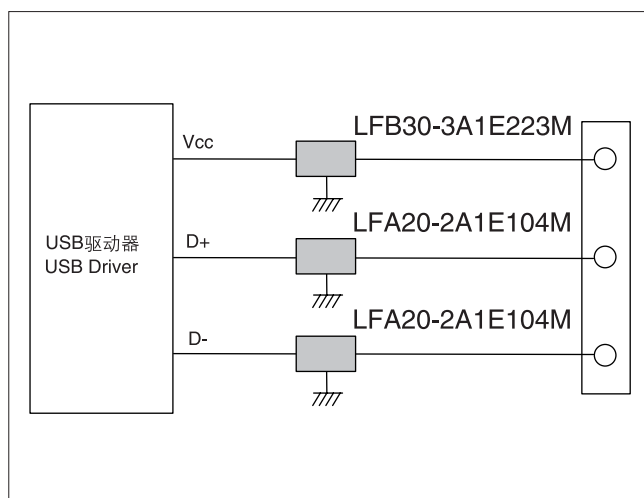 LFB30-3A1E223M
Vcc
LFA20-2A1E104M
USB驱动器
USB Driver
D+
LFA20-2A1E104M
D-